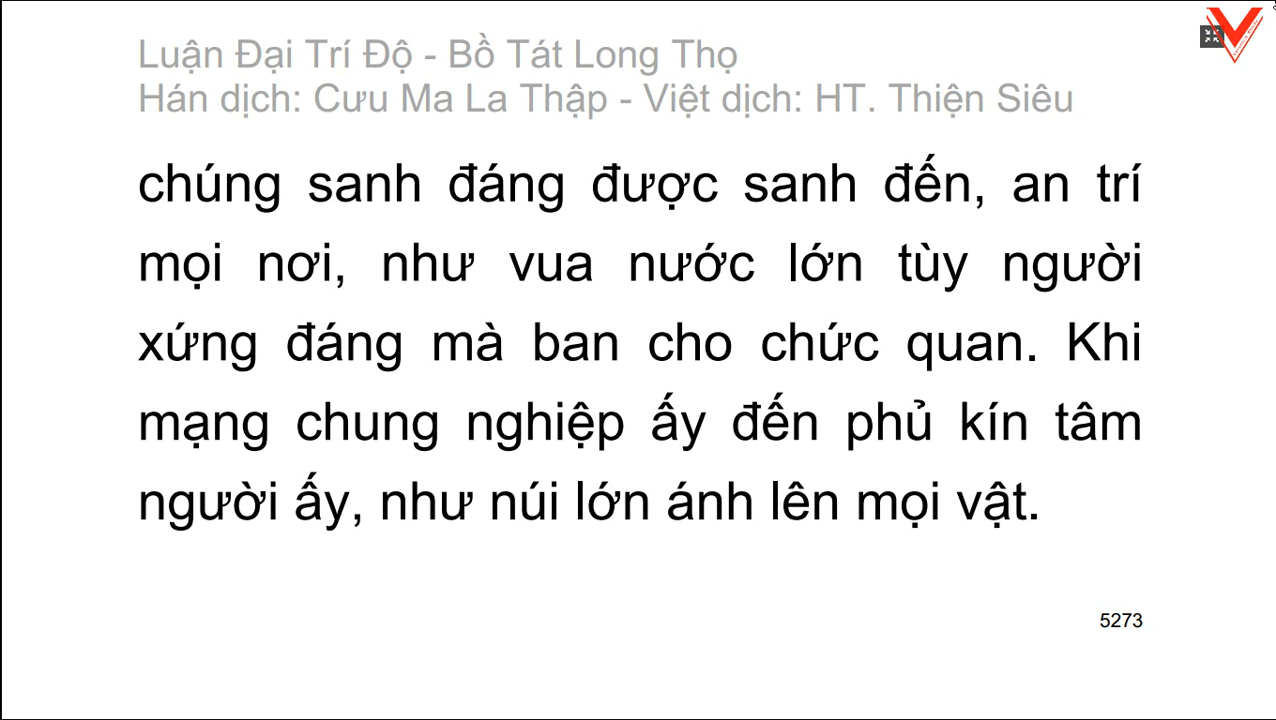 Luận Đại Trí Độ - Bồ Tát Long Thọ
Hán dịch: Cưu Ma La Thập - Việt dịch: HT. Thiện Siêu
chúng sanh đáng được sanh đến, an trí
mọi nơi, như vua nước lớn tùy người
xứng đáng mà ban cho chức quan. Khi
mạng chung nghiệp ấy đến phủ kín tâm
người ấy, như núi lớn ánh lên mọi vật.
5273